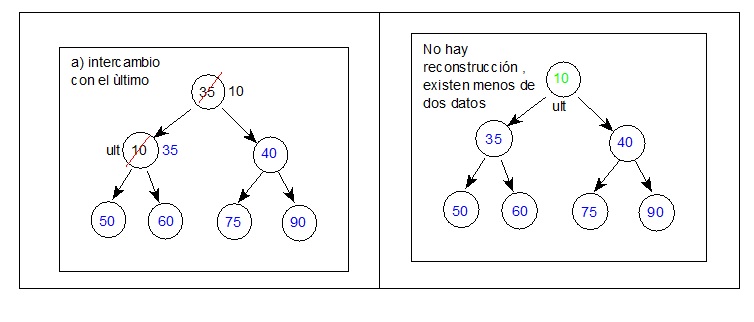 a) intercambio
con el ùltimo
35 10
ult 10 35
40
50 60 75 90
No hay
reconstrucción ,
existen menos de
dos datos
10
ult
35 40
50 60 75 90